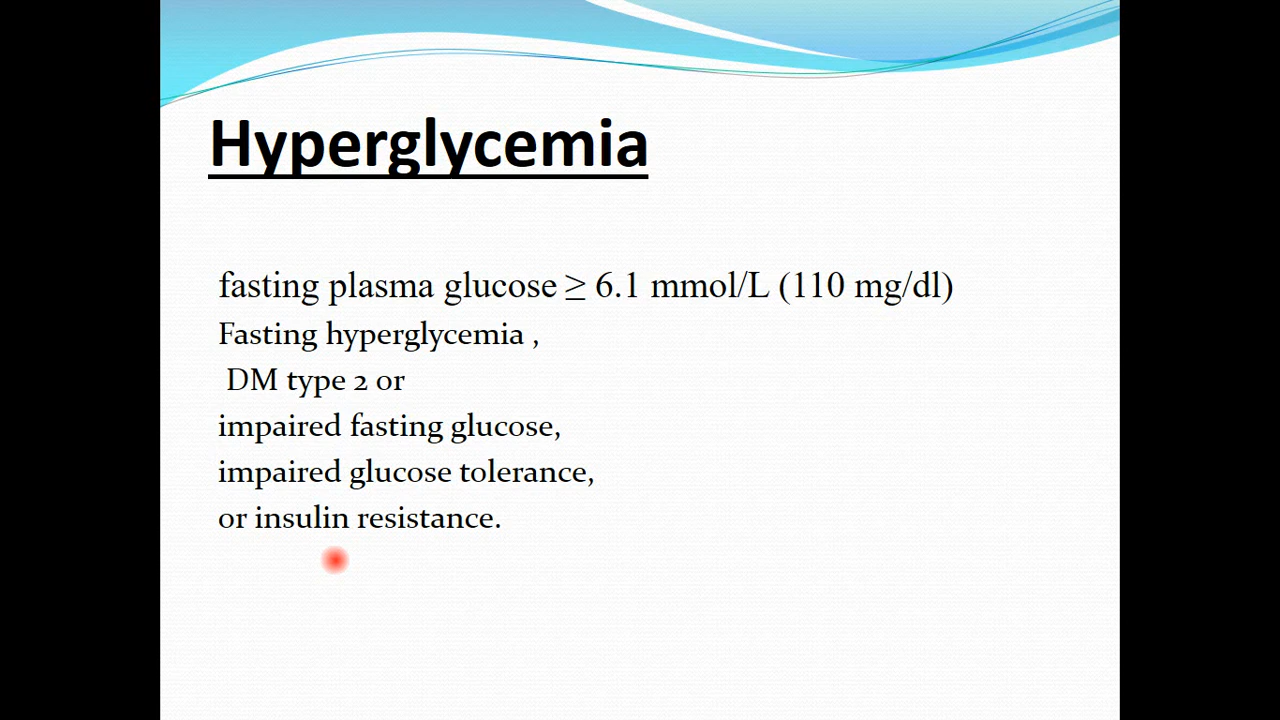 Hyperglycemia
fasting plasma glucose ≥ 6.1 mmol/L (110 mg/dl)
Fasting hyperglycemia ,
DM type 2 or
impaired fasting glucose,
impaired glucose tolerance,
or insulin resistance.